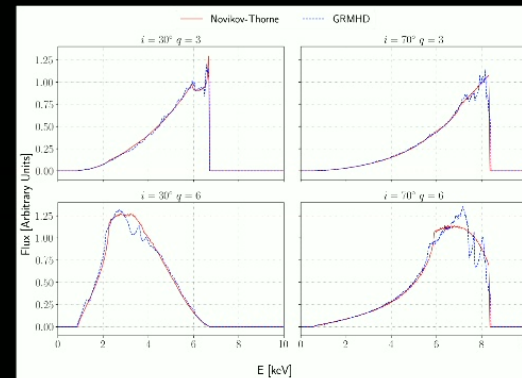 Novikov-Thorne GRMHD
i = 30° q = 3
i = 70° q = 3
1.25
1.00
0.75
0.50
0.25
0.00
i = 30° q = 6
i = 70° q = 6
1.25
1.00
0.75
0.50
0.25
0.00
0 2 4 6 8 10
2 4 6 8
Flux [Arbitrary Units]
E [keV]